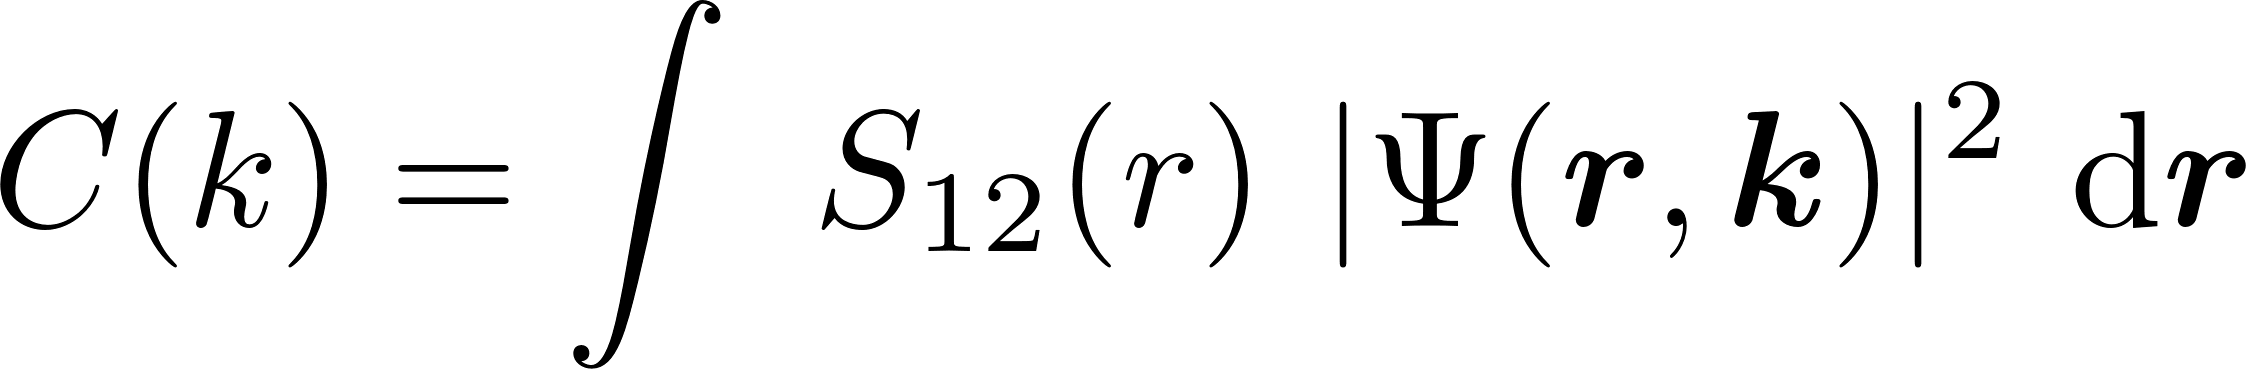 C(k) = ∫ S₁₂(r) |Ψ(𝒓, 𝒌)|² d𝒓